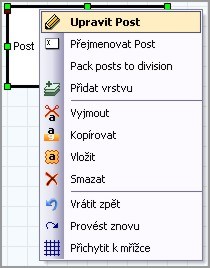 Post
Upravit Post
Přejmenovat Post
Pack posts to division
Přidat vrstvu
Vyjmout
Kopírovat
Vložit
Smazat
Vrátit zpět
Provést znovu
Přichytit k mřížce